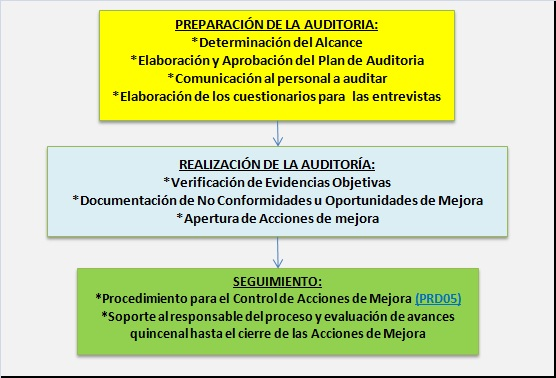 PREPARACIÓN DE LA AUDITORIA:
*Determinación del Alcance
*Elaboración y Aprobación del Plan de Auditoria
*Comunicación al personal a auditar
*Elaboración de los cuestionarios para las entrevistas
REALIZACIÓN DE LA AUDITORÍA:
*Verificación de Evidencias Objetivas
*Documentación de No Conformidades u Oportunidades de Mejora
*Apertura de Acciones de mejora
SEGUIMIENTO:
*Procedimiento para el Control de Acciones de Mejora (PRD05)
*Soporte al responsable del proceso y evaluación de avances
quincenal hasta el cierre de las Acciones de Mejora